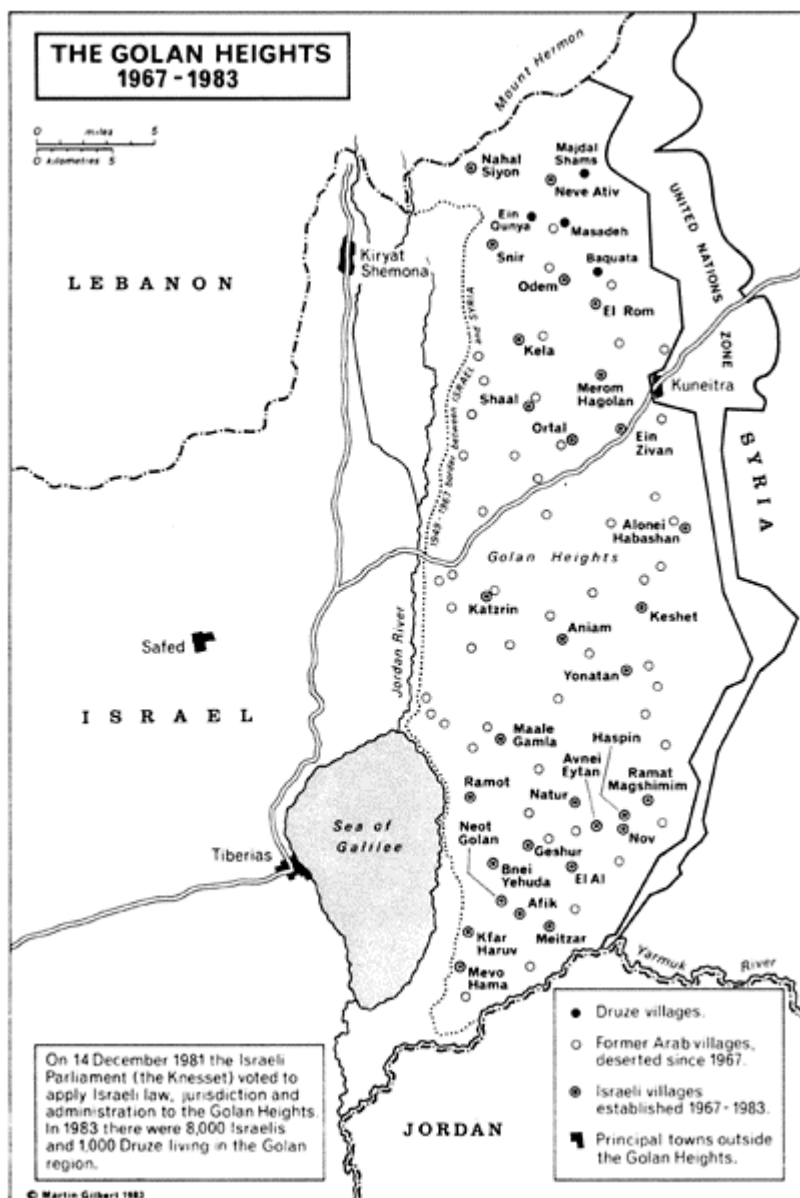 THE GOLAN HEIGHTS
1967-1983
0 miles 5
0 kilometres 5
Mount Hermon
Nahal
Siyon
Majdal
Shams
Neve Ativ
Ein
Qunya
Masadeh
Snir
Baquata
Odem
El Rom
UNITED NATIONS
ZONE
Kiryat
Shemona
LEBANON
1949-1967 border between ISRAEL and SYRIA
Kela
Merom
Hagolan
Kuneitra
Shaal
Ortal
Ein
Zivan
SYRIA
Alonei
Habashan
Golan Heights
Katzrin
Keshet
Aniam
Jordan River
Safed
Yonatan
ISRAEL
Maale
Gamla
Haspin
Avnei
Eytan
Ramat
Magshimim
Ramot
Natur
Sea of
Galilee
Neot
Golan
Nov
Tiberias
Geshur
Bnei
Yehuda
El Al
Afik
Kfar
Haruv
Meitzar
Mevo
Hama
Yarmuk River
Druze villages.
Former Arab villages,
deserted since 1967.
Israeli villages
established 1967-1983.
Principal towns outside
the Golan Heights.
On 14 December 1981 the Israeli
Parliament (the Knesset) voted to
apply Israeli law, jurisdiction and
administration to the Golan Heights.
In 1983 there were 8,000 Israelis
and 1,000 Druze living in the Golan
region.
JORDAN
© Martin Gilbert 1983